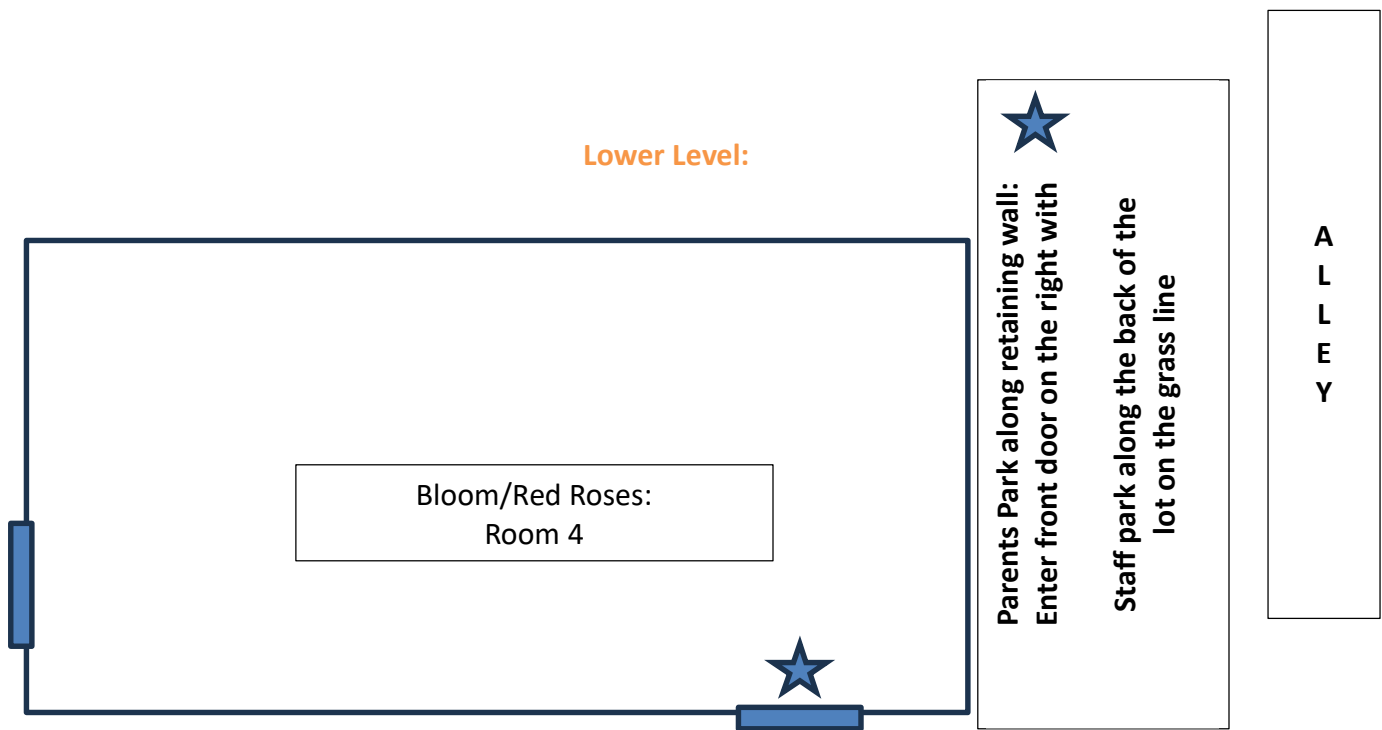 Lower Level:
Bloom/Red Roses:
Room 4
Parents Park along retaining wall:
Enter front door on the right with
Staff park along the back of the
lot on the grass line
A
L
L
E
Y